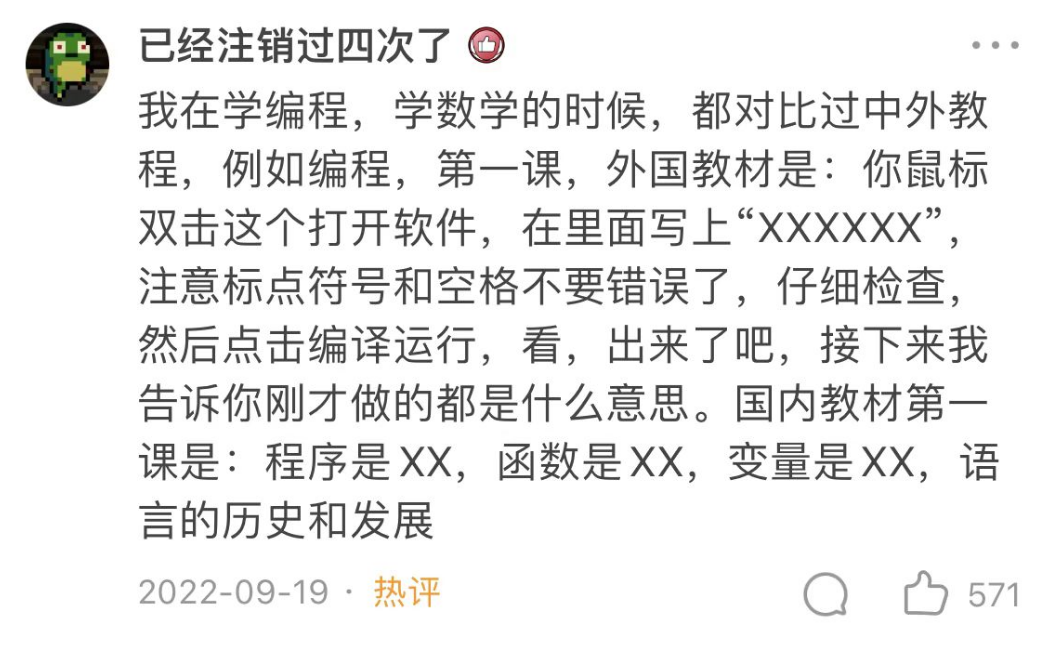 已经注销过四次了
我在学编程，学数学的时候，都对比过中外教
程，例如编程，第一课，外国教材是：你鼠标
双击这个打开软件，在里面写上“XXXXXX”，
注意标点符号和空格不要错误了，仔细检查，
然后点击编译运行，看，出来了吧，接下来我
告诉你刚才做的都是什么意思。国内教材第一
课是：程序是XX，函数是XX，变量是XX，语
言的历史和发展
2022-09-19 · 热评 571